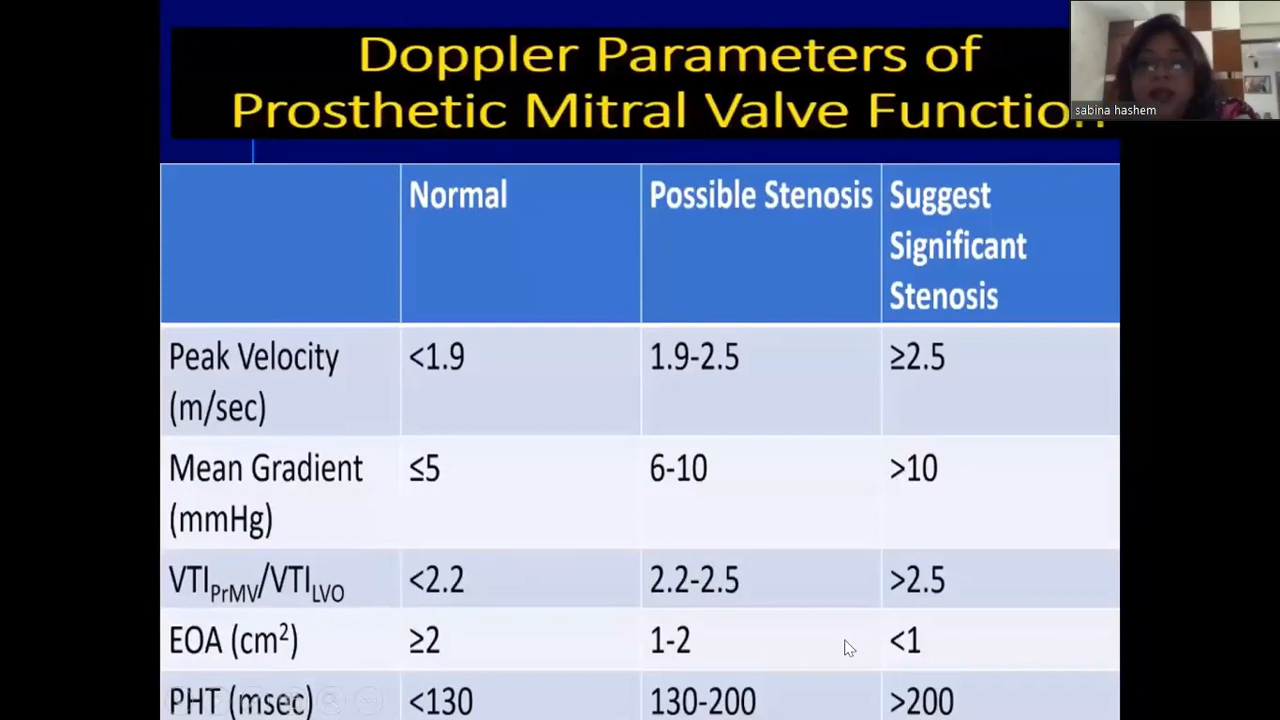 Doppler Parameters of
Prosthetic Mitral Valve Function
sabina hashem
Normal
Possible Stenosis
Suggest
Significant
Stenosis
Peak Velocity
(m/sec)
<1.9
1.9-2.5
≥2.5
Mean Gradient
(mmHg)
≤5
6-10
>10
VTIPrMV/VTILVO
<2.2
2.2-2.5
>2.5
EOA (cm²)
≥2
1-2
<1
PHT (msec)
<130
130-200
>200